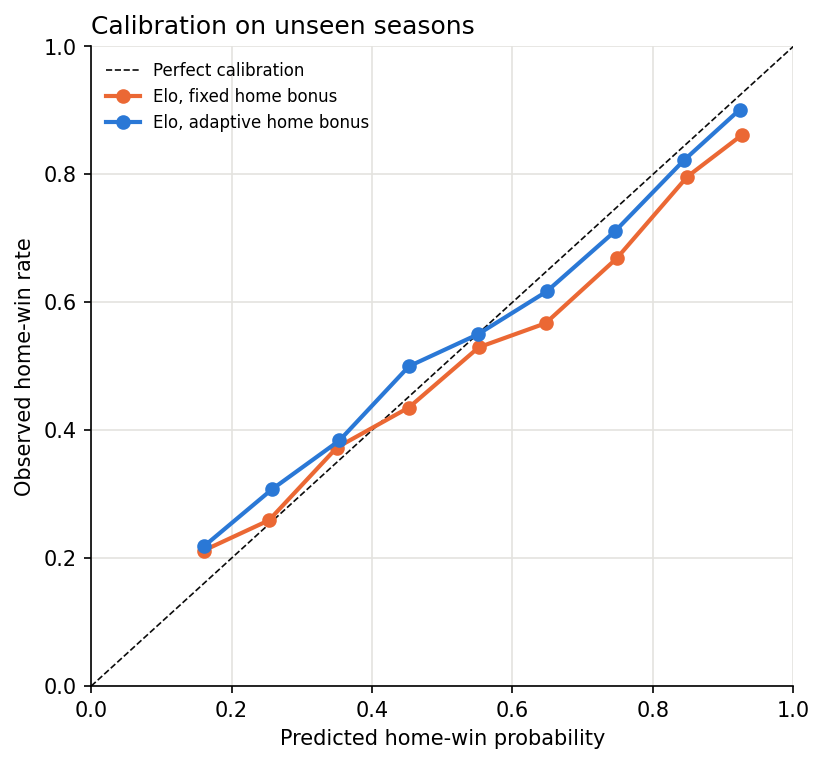 Calibration on unseen seasons
Perfect calibration
Elo, fixed home bonus
Elo, adaptive home bonus
Observed home-win rate
1.0
0.8
0.6
0.4
0.2
0.0
0.0 0.2 0.4 0.6 0.8 1.0
Predicted home-win probability